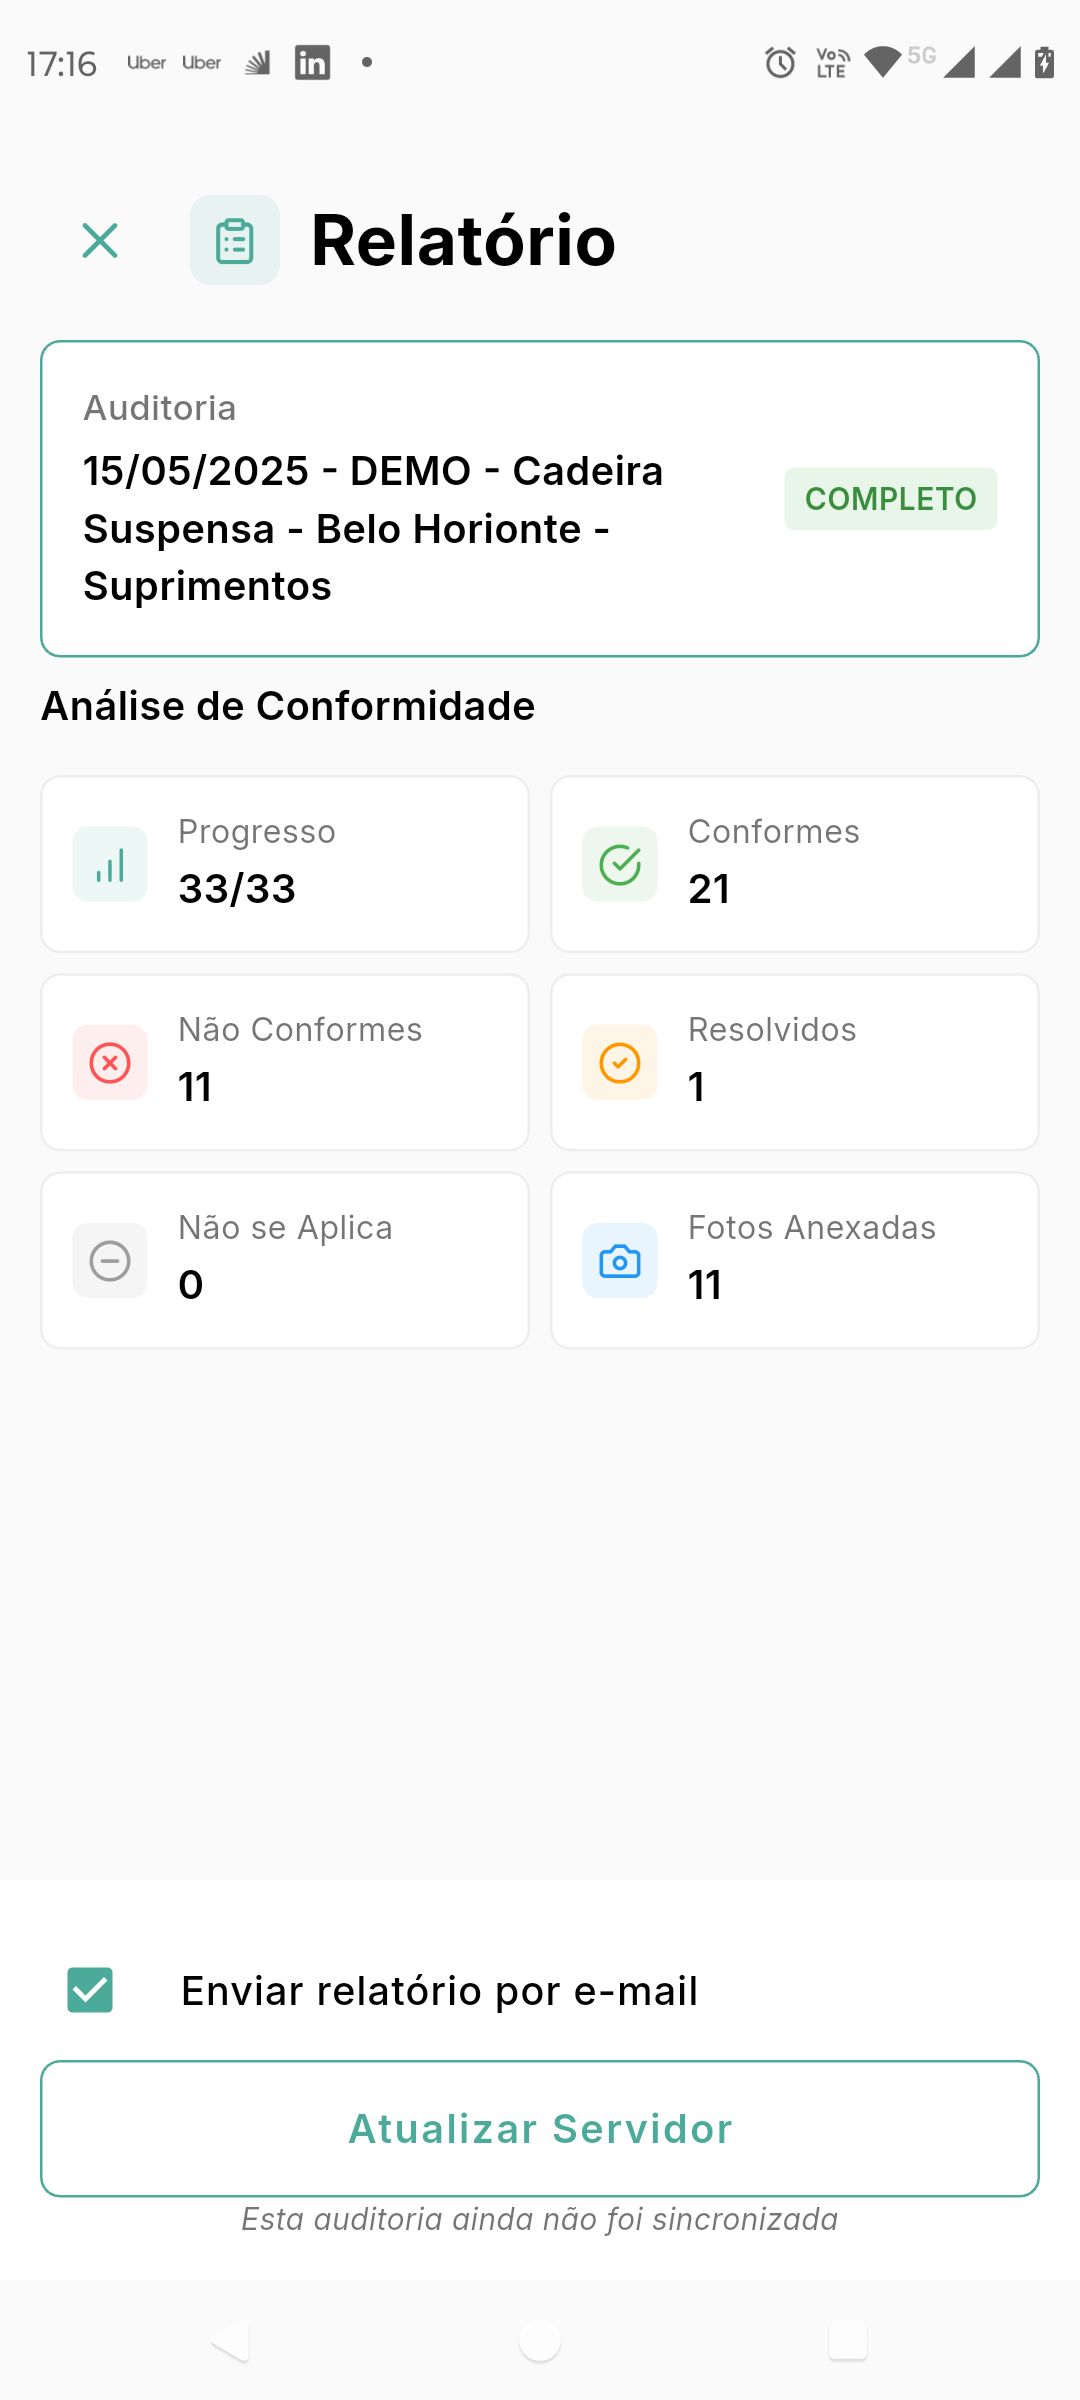 17:16 Uber Uber in VoLTE 5G
Relatório
Auditoria
15/05/2025 - DEMO - Cadeira
Suspensa - Belo Horionte -
Suprimentos
COMPLETO
Análise de Conformidade
Progresso
33/33
Conformes
21
Não Conformes
11
Resolvidos
1
Não se Aplica
0
Fotos Anexadas
11
Enviar relatório por e-mail
Atualizar Servidor
Esta auditoria ainda não foi sincronizada